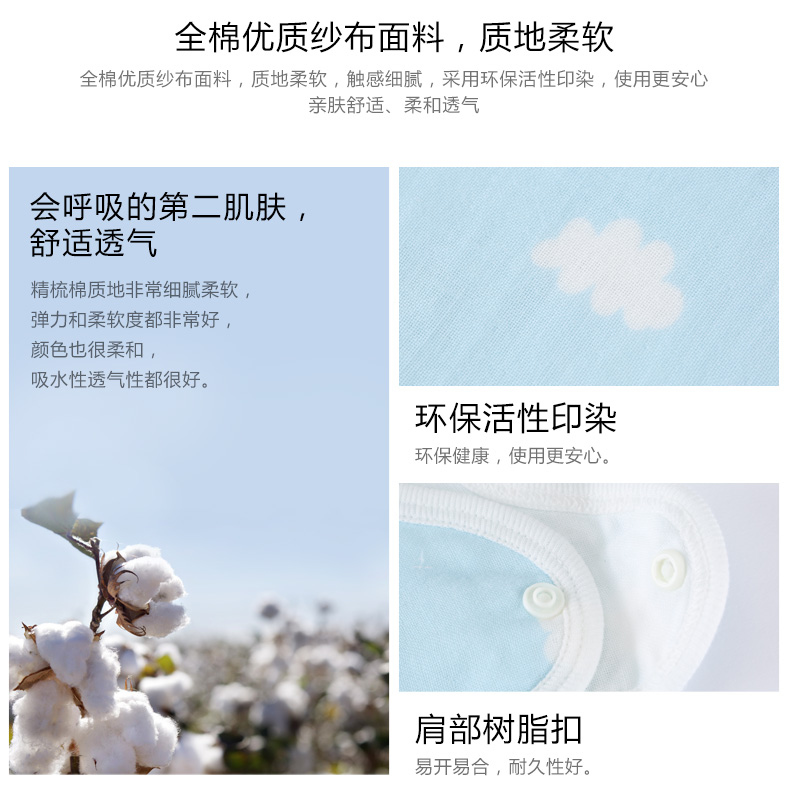 全棉优质纱布面料，质地柔软
全棉优质纱布面料，质地柔软，触感细腻，采用环保活性印染，使用更安心
亲肤舒适、柔和透气
会呼吸的第二肌肤，
舒适透气
精梳棉质地非常细腻柔软，
弹力和柔软度都非常好，
颜色也很柔和，
吸水性透气性都很好。
环保活性印染
环保健康，使用更安心。
肩部树脂扣
易开易合，耐久性好。